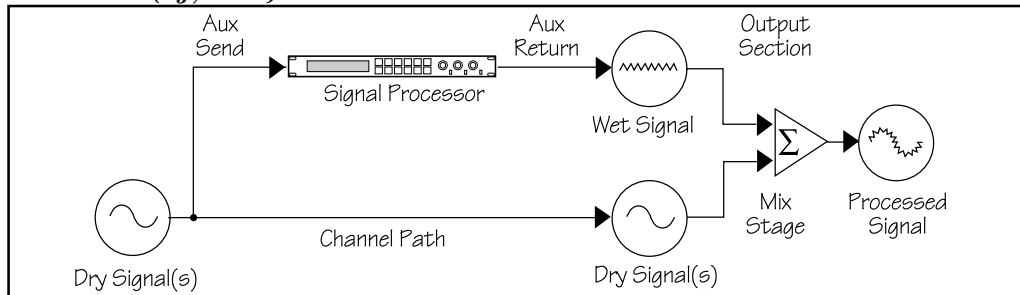 Aux
Send
Aux
Return
Output
Section
Signal Processor
Wet Signal
Σ
Mix
Stage
Processed
Signal
Channel Path
Dry Signal(s)
Dry Signal(s)